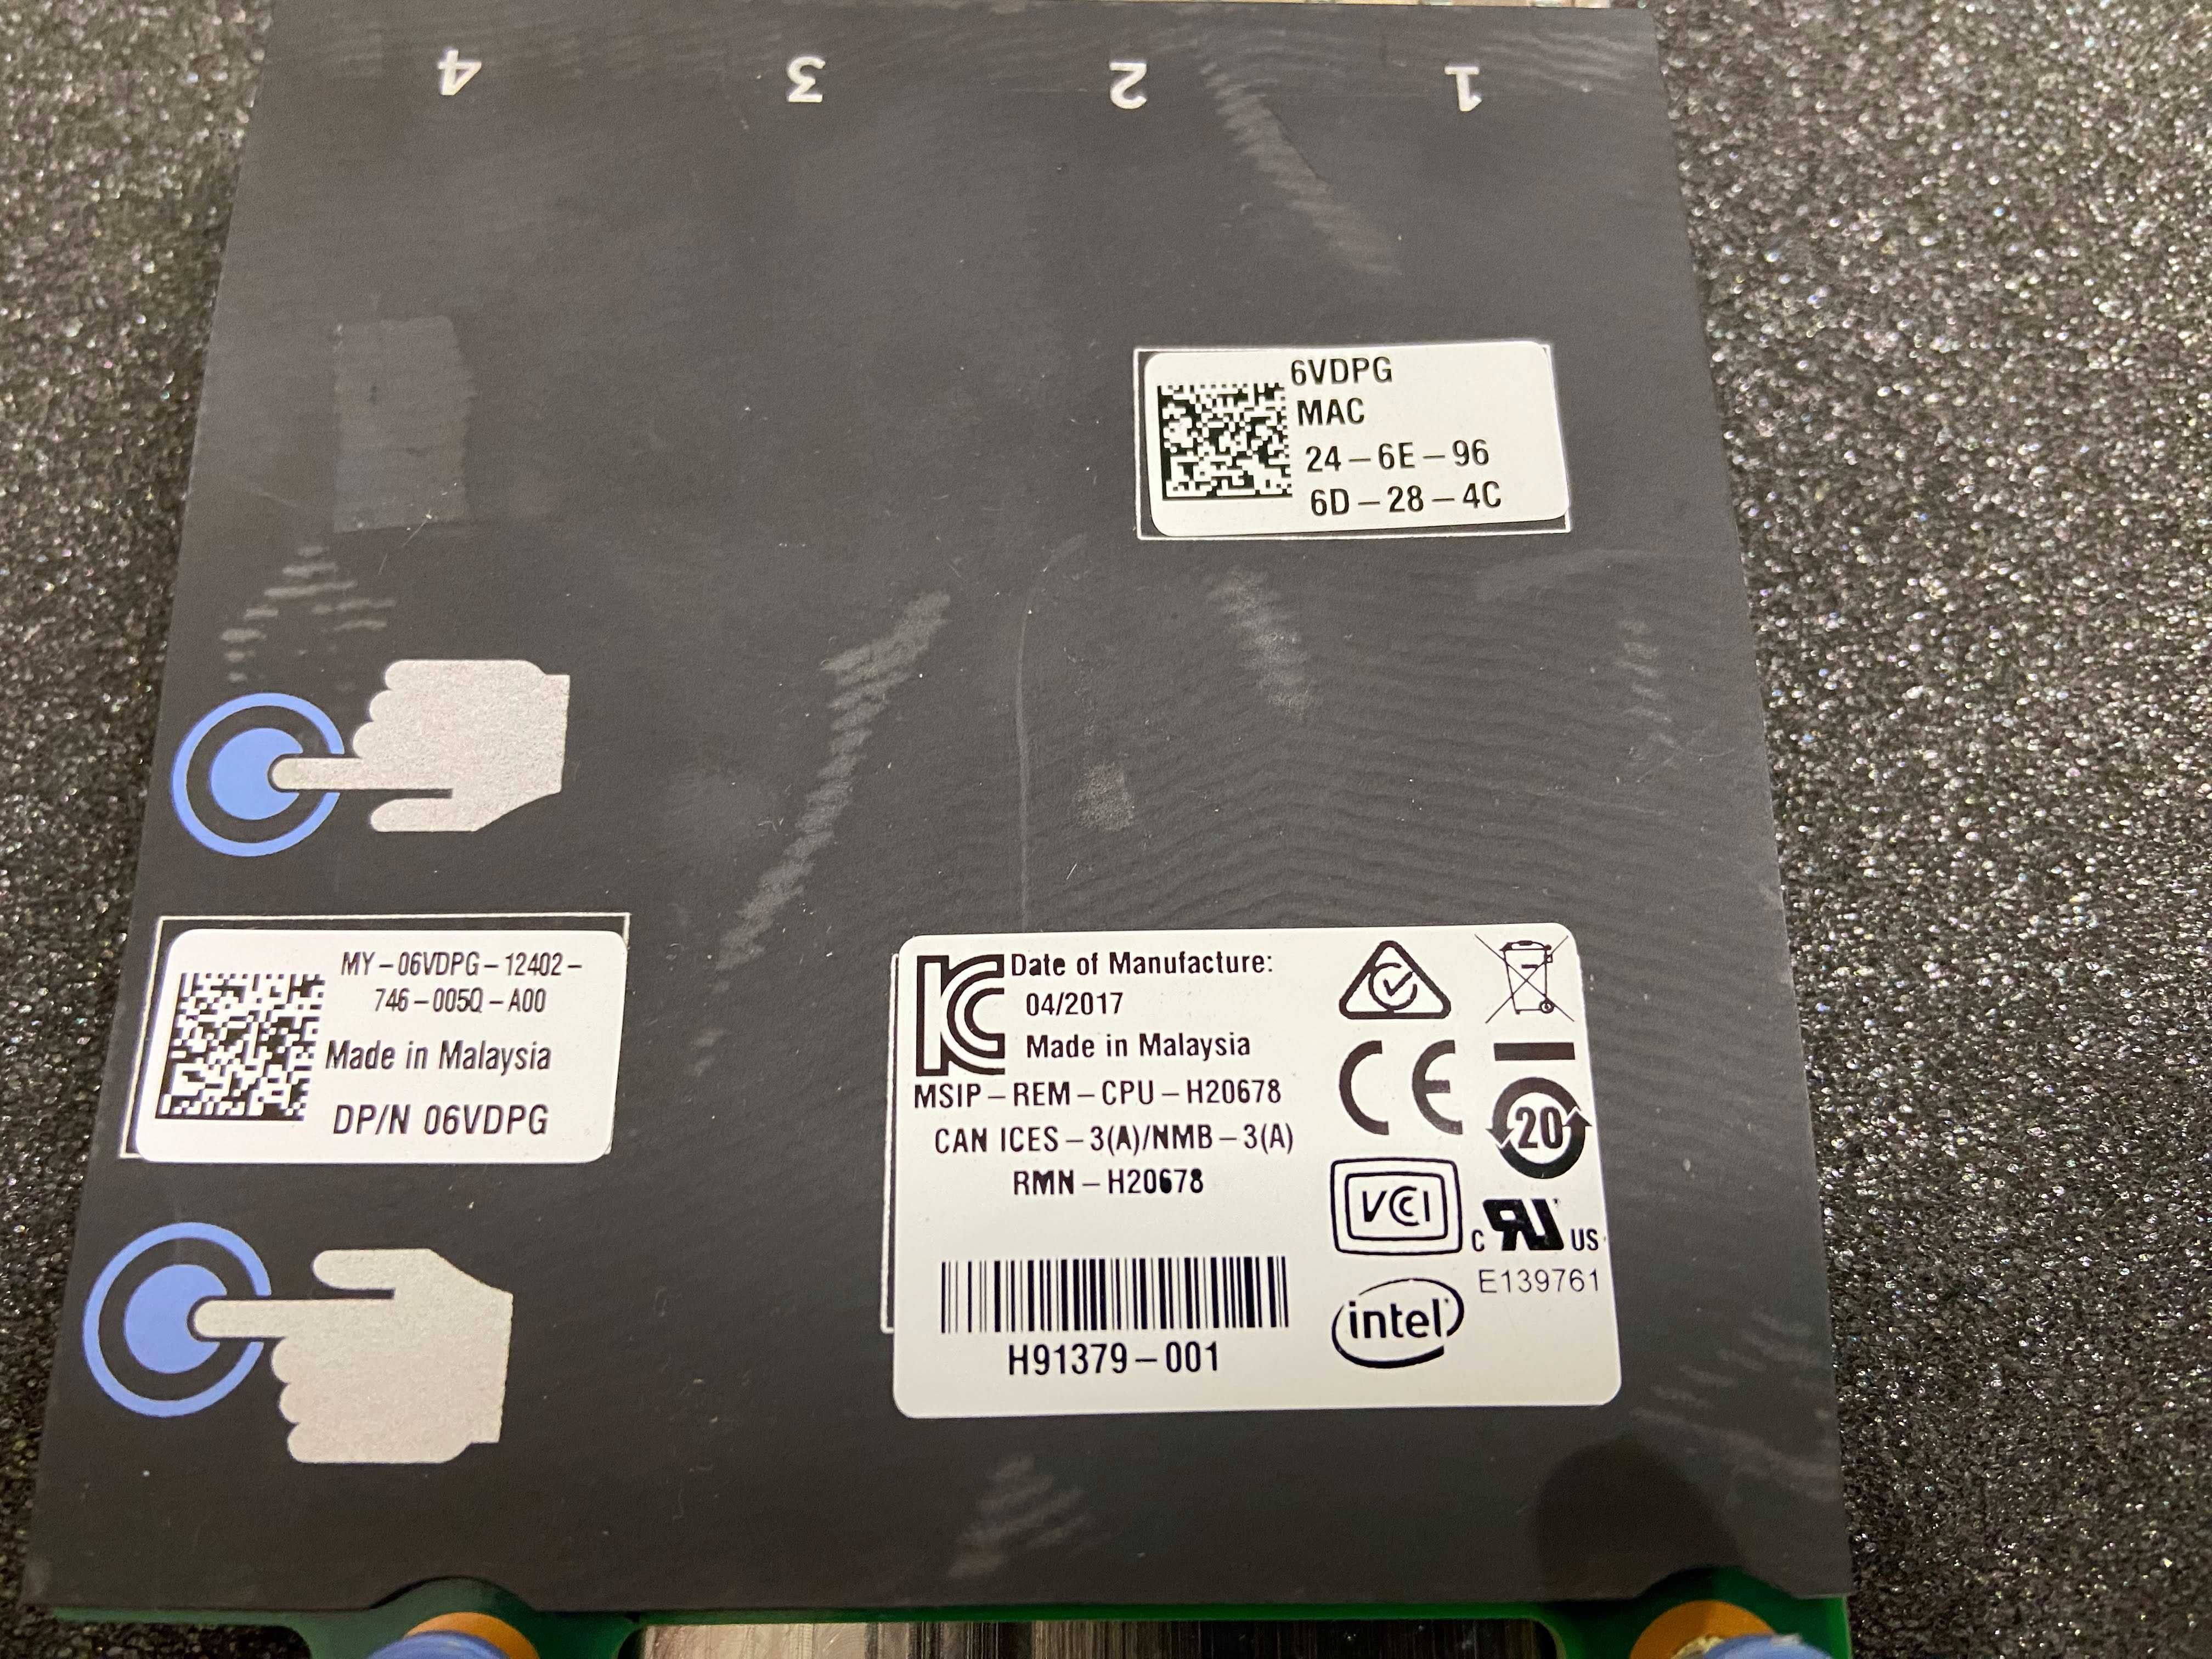 4 3 2 1
6VDPG
MAC
24-6E-96
6D-28-4C
MY-06VDPG-12402-
746-005Q-A00
Made in Malaysia
DP/N 06VDPG
Date of Manufacture:
04/2017
Made in Malaysia
MSIP-REM-CPU-H20678
CAN ICES-3(A)/NMB-3(A)
RMN-H20678
H91379-001
CE
20
VCI
c RU US
E139761
intel